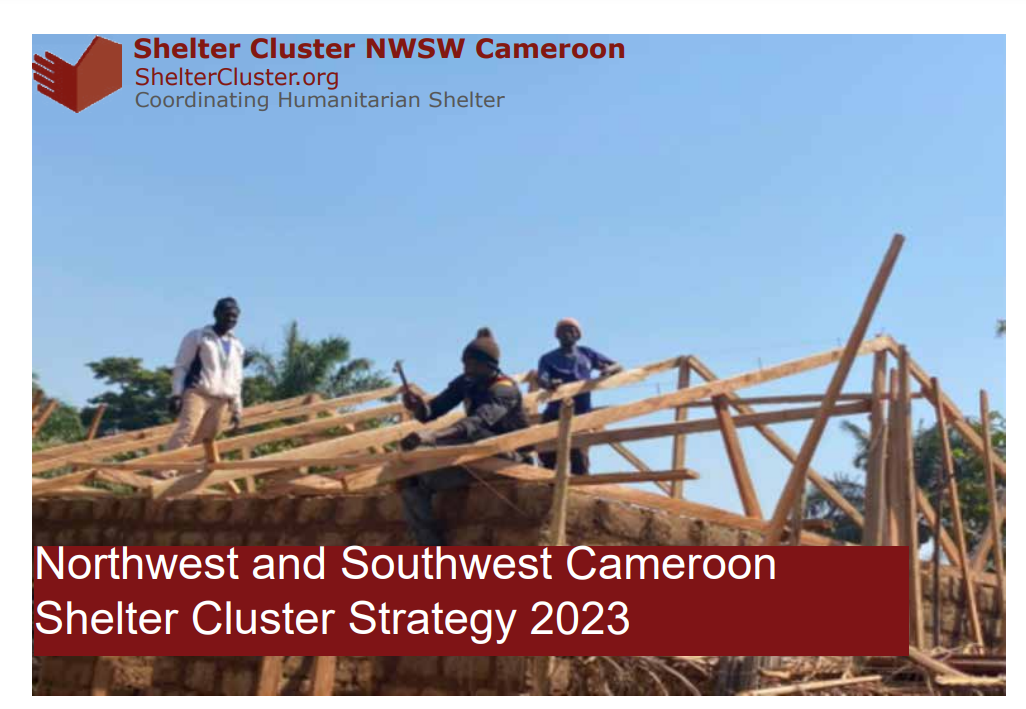 Shelter Cluster NWSW Cameroon
ShelterCluster.org
Coordinating Humanitarian Shelter
Northwest and Southwest Cameroon
Shelter Cluster Strategy 2023